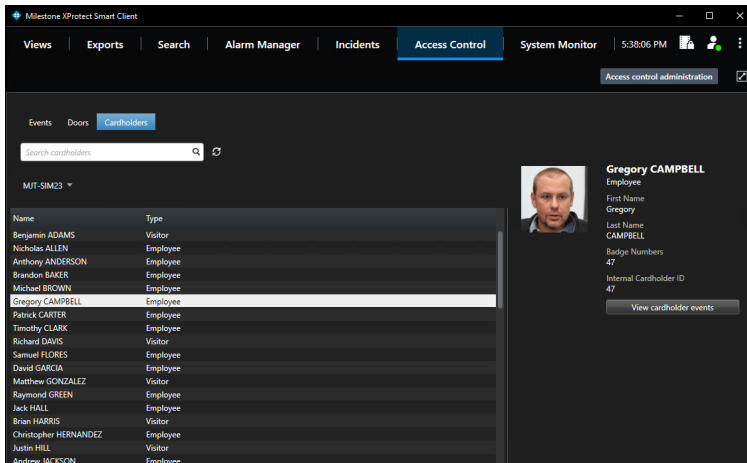 Milestone XProtect Smart Client
Views Exports Search Alarm Manager Incidents Access Control System Monitor 5:38:06 PM
Access control administration
Events Doors Cardholders
Search cardholders
MJT-SIM23
Name Type
Benjamin ADAMS Visitor
Nicholas ALLEN Employee
Anthony ANDERSON Employee
Brandon BAKER Employee
Michael BROWN Employee
Gregory CAMPBELL Employee
Patrick CARTER Employee
Timothy CLARK Employee
Richard DAVIS Visitor
Samuel FLORES Employee
David GARCIA Employee
Matthew GONZALEZ Visitor
Raymond GREEN Employee
Jack HALL Employee
Brian HARRIS Visitor
Christopher HERNANDEZ Employee
Justin HILL Visitor
Andrew JACKSON Employee
Gregory CAMPBELL
Employee
First Name
Gregory
Last Name
CAMPBELL
Badge Numbers
47
Internal Cardholder ID
47
View cardholder events